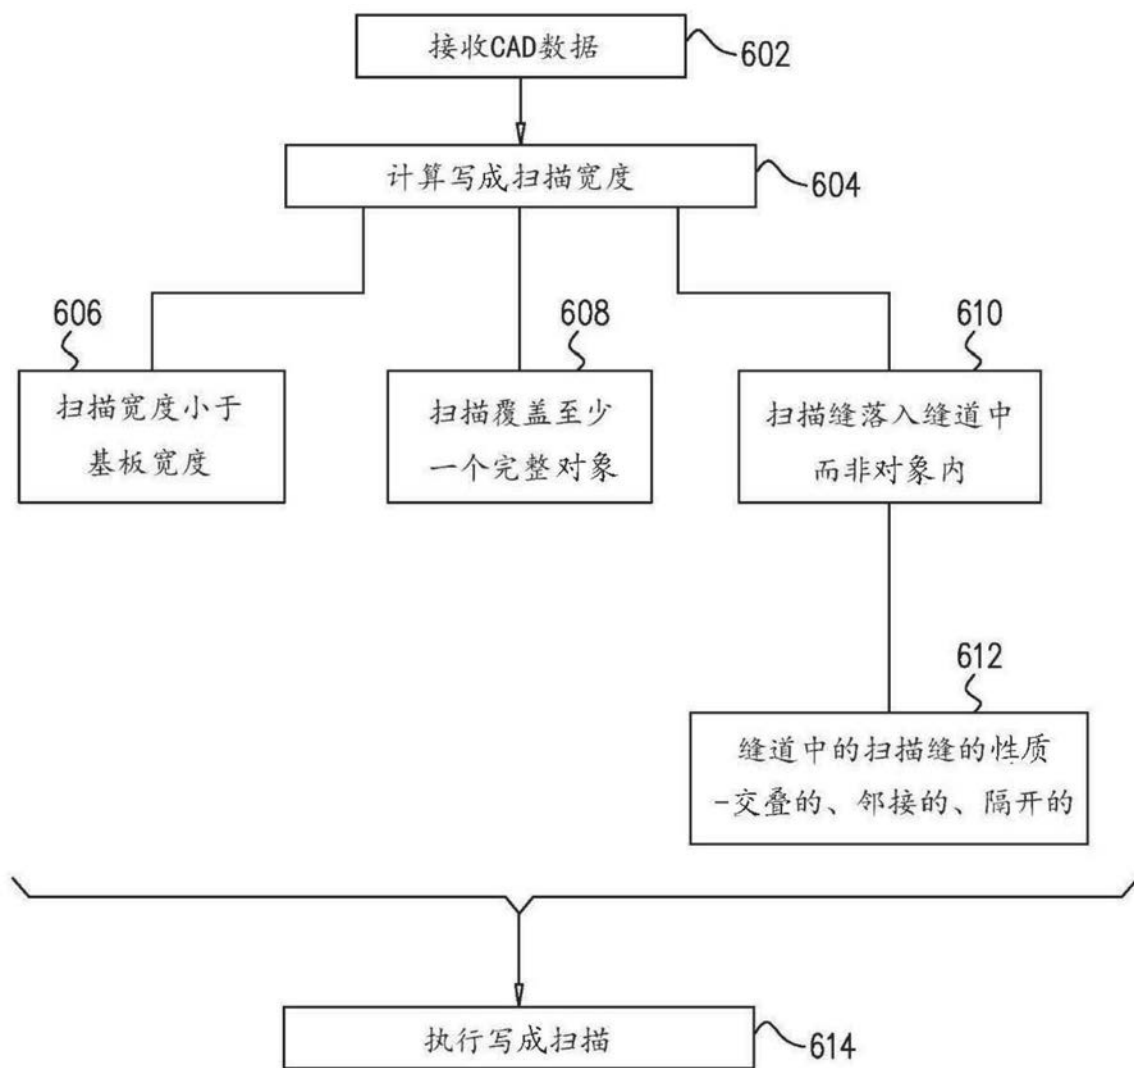 接收CAD数据
602
计算写成扫描宽度
604
606
扫描宽度小于
基板宽度
608
扫描覆盖至少
一个完整对象
610
扫描缝落入缝道中
而非对象内
612
缝道中的扫描缝的性质
-交叠的、邻接的、隔开的
执行写成扫描
614